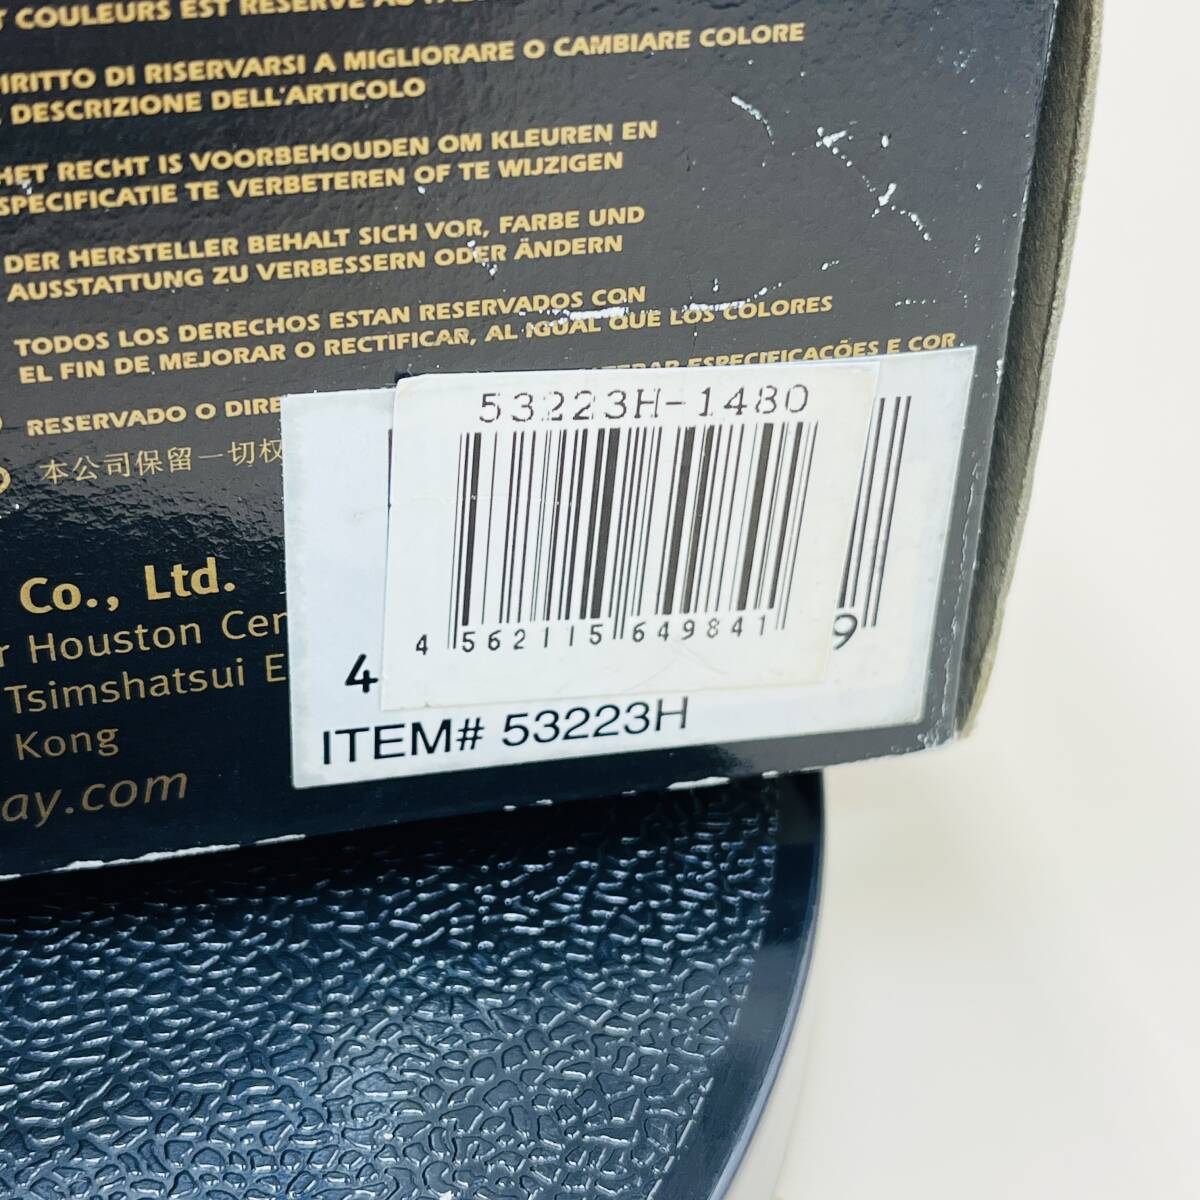 COULEURS EST RESERVE AU
DI RISERVARSI A MIGLIORARE O CAMBIARE COLORE
DESCRIZIONE DELL'ARTICOLO
HET RECHT IS VOORBEHOUDEN OM KLEUREN EN
SPECIFICATIE TE VERBETEREN OF TE WIJZIGEN
DER HERSTELLER BEHALT SICH VOR, FARBE UND
AUSSTATTUNG ZU VERBESSERN ODER ÄNDERN
TODOS LOS DERECHOS ESTAN RESERVADOS CON
EL FIN DE MEJORAR O RECTIFICAR, AL IGUAL QUE LOS COLORES
RESERVADO O ESPECIFICACÕES E COR
本公司保留一切权
53223H-1480
4 562115 649841
4 9
ITEM# 53223H
Co., Ltd.
Houston
Tsimshatsui E
Kong
ay.com